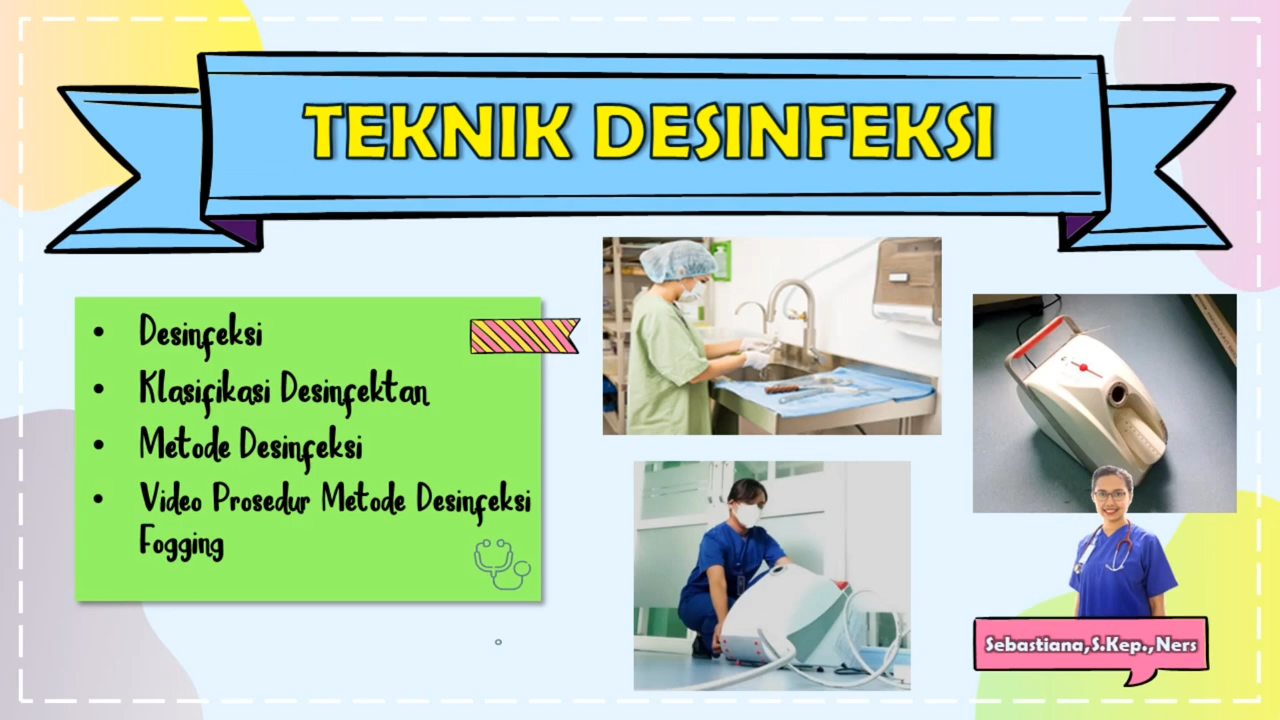 TEKNIK DESINFEKSI
• Desinfeksi
• Klasifikasi Desinfektan
• Metode Desinfeksi
• Video Prosedur Metode Desinfeksi
Fogging
Sebastiana, S.Kep., Ners